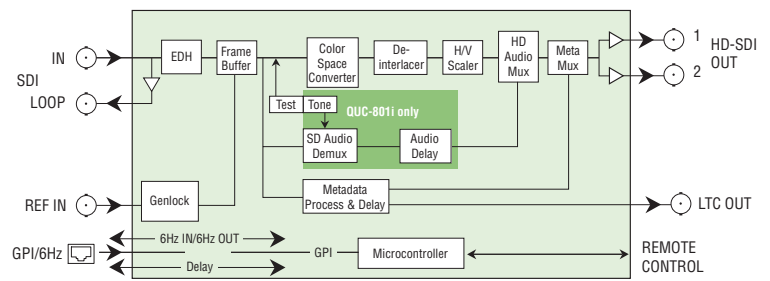 IN
SDI
LOOP
EDH
Frame
Buffer
Color
Space
Converter
De-
interlacer
H/V
Scaler
HD
Audio
Mux
Meta
Mux
1
HD-SDI
OUT
2
Test
Tone
QUC-801i only
SD Audio
Demux
Audio
Delay
REF IN
Genlock
Metadata
Process & Delay
LTC OUT
GPI/6Hz
6Hz IN/6Hz OUT
GPI
Delay
Microcontroller
REMOTE
CONTROL